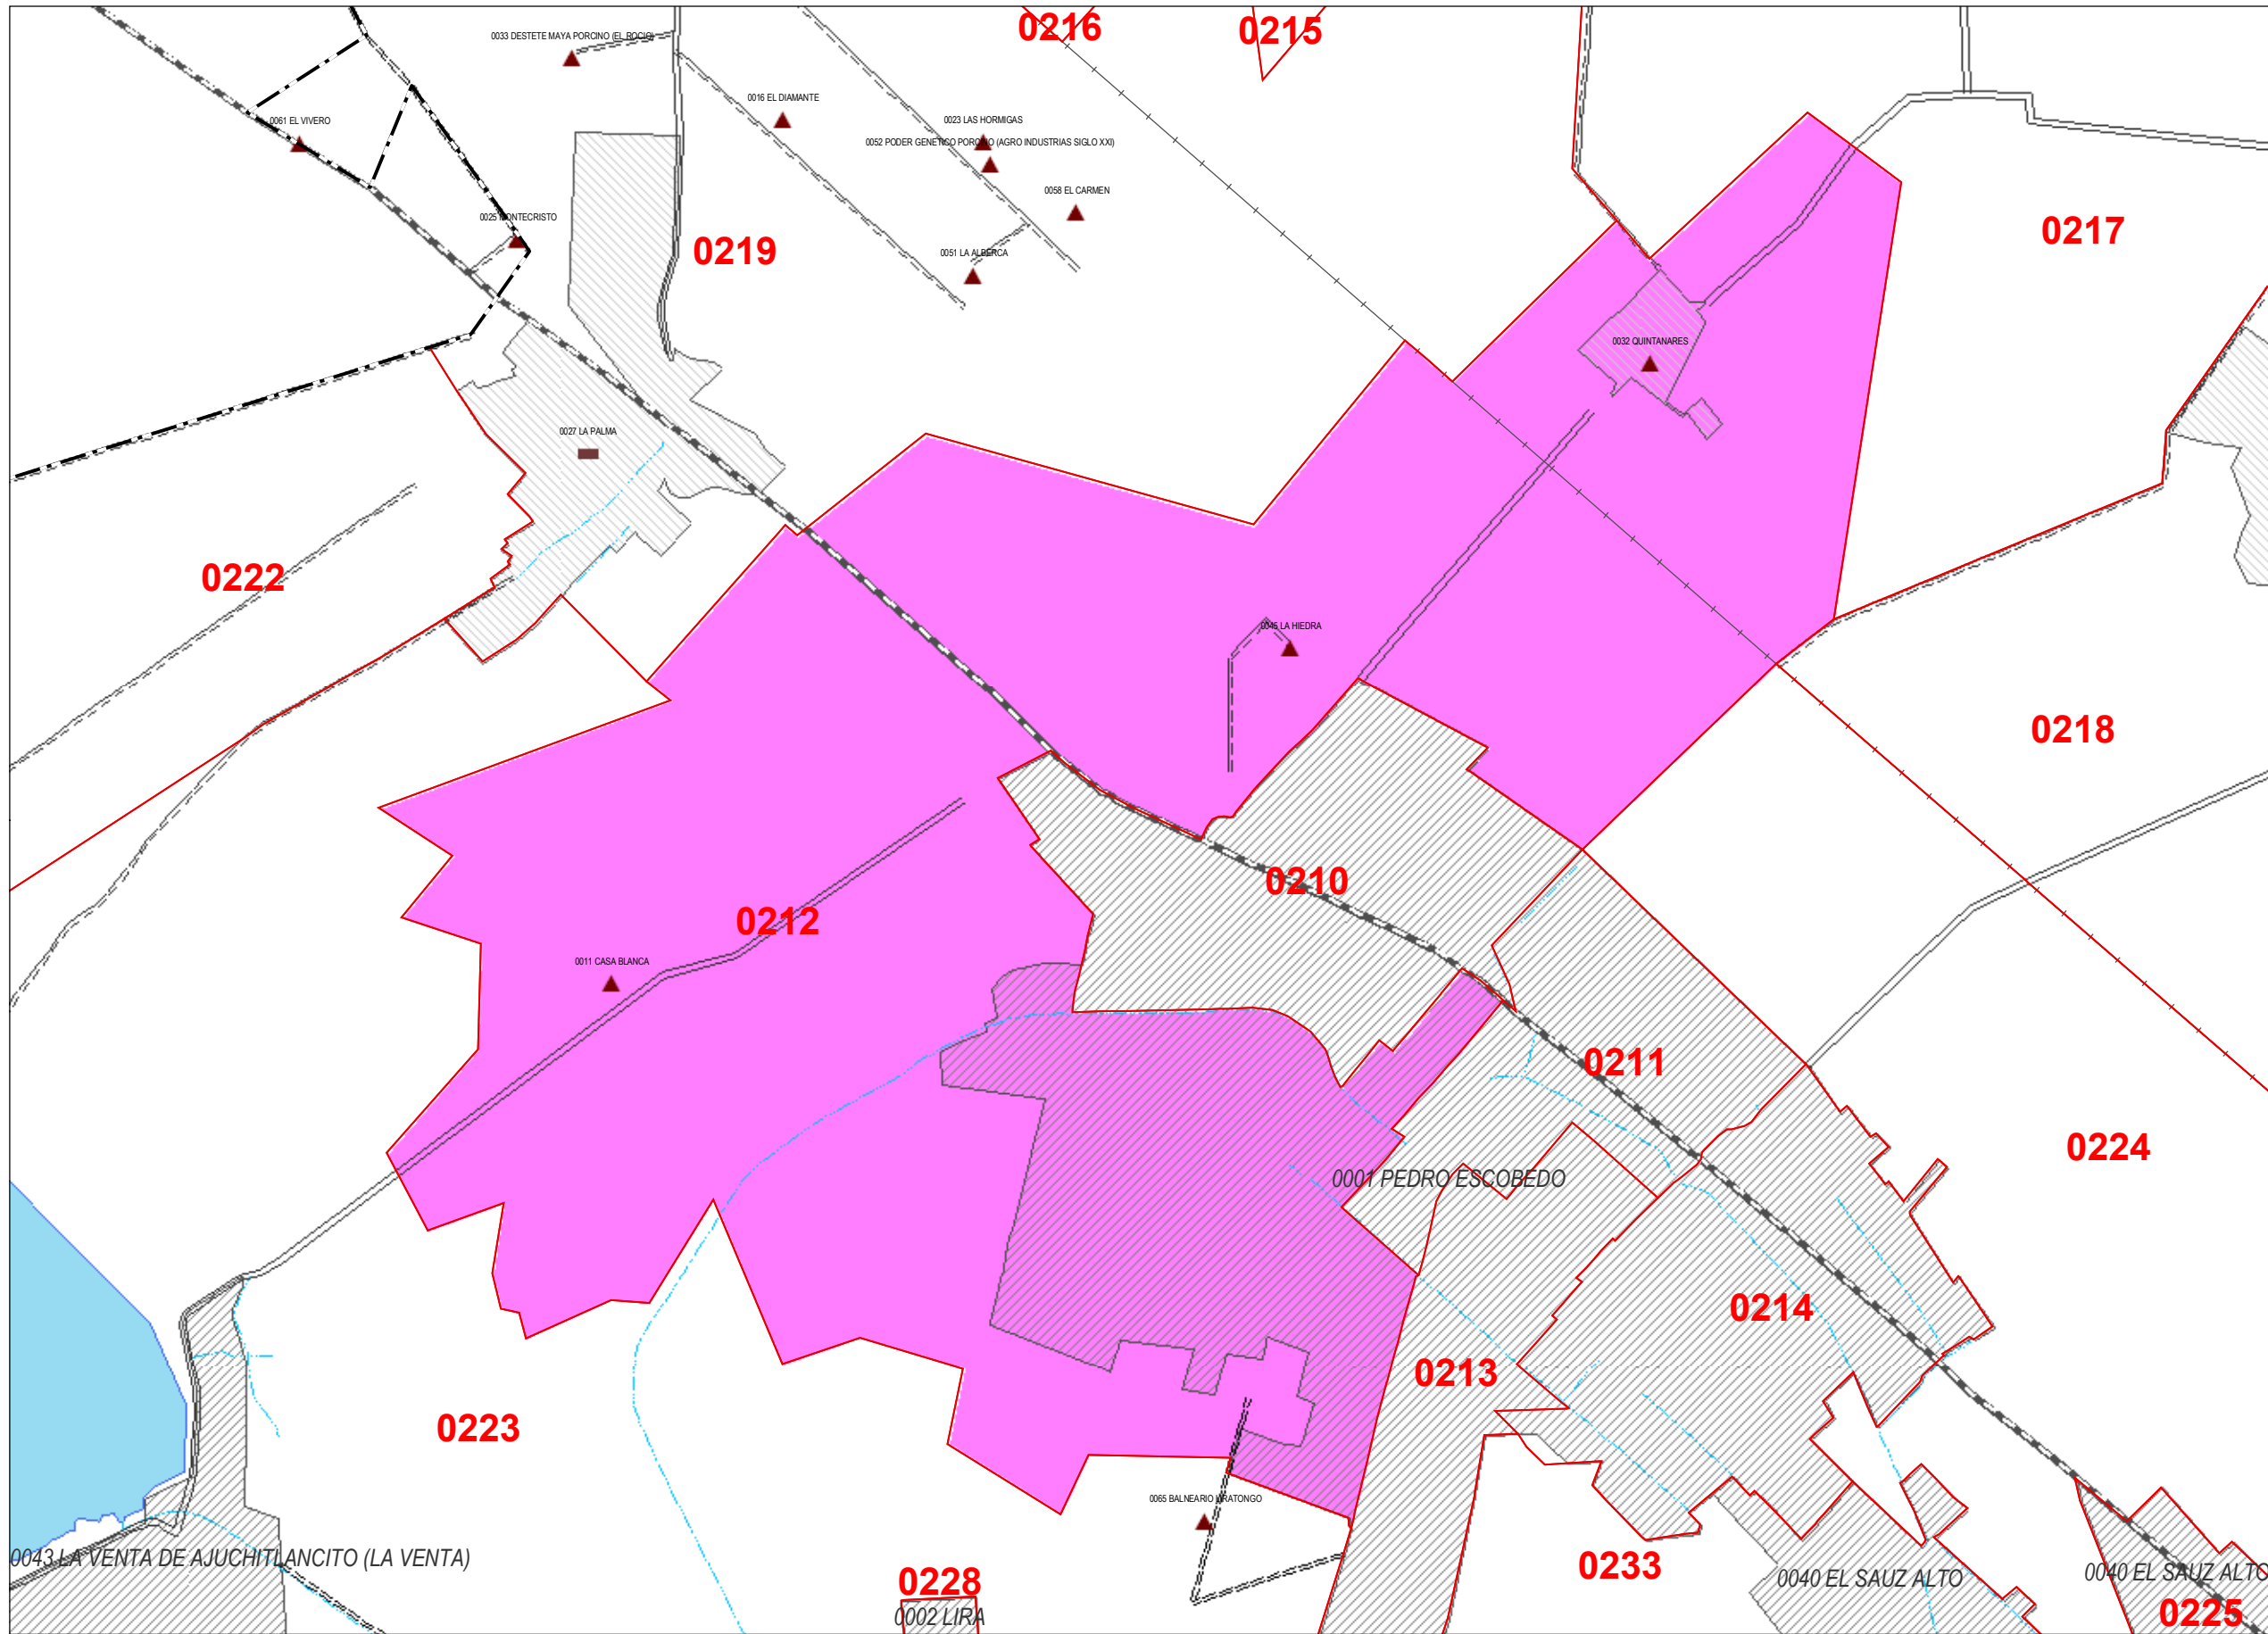 0216
0215
0033 DESTETE MAYA PORCINO (EL ROCIO)
0016 EL DIAMANTE
0061 EL VIVERO
0023 LAS HORMIGAS
0052 PODER GENETICO PORCINO (AGRO INDUSTRIAS SIGLO XXI)
0058 EL CARMEN
0025 MONTECRISTO
0217
0219
0051 LA ALBERCA
0032 QUINTANARES
0027 LA PALMA
0222
0045 LA HIEDRA
0218
0210
0212
0011 CASA BLANCA
0211
0224
0001 PEDRO ESCOBEDO
0214
0213
0223
0065 BALNEARIO
0043 LA VENTA DE AJUCHITLANCITO (LA VENTA)
0233
0228
0040 EL SAUZ ALTO
0040 EL SAUZ ALTO
0002 LIRA
0225